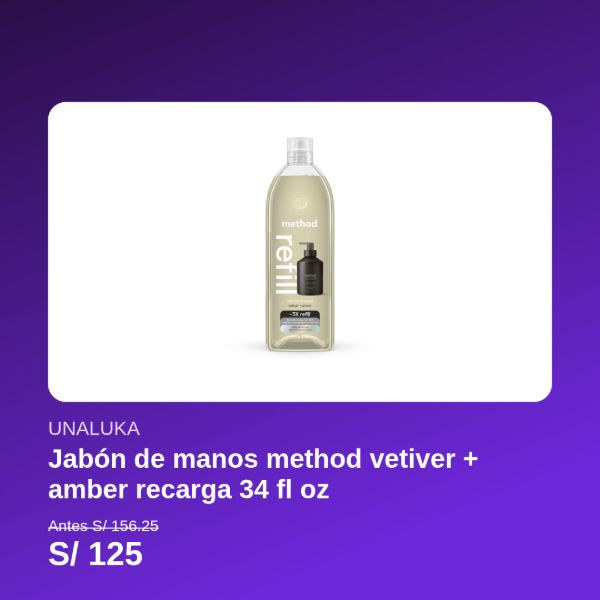 method
refill
~3X refill
UNALUKA
Jabón de manos method vetiver +
amber recarga 34 fl oz
Antes S/ 156.25
S/ 125